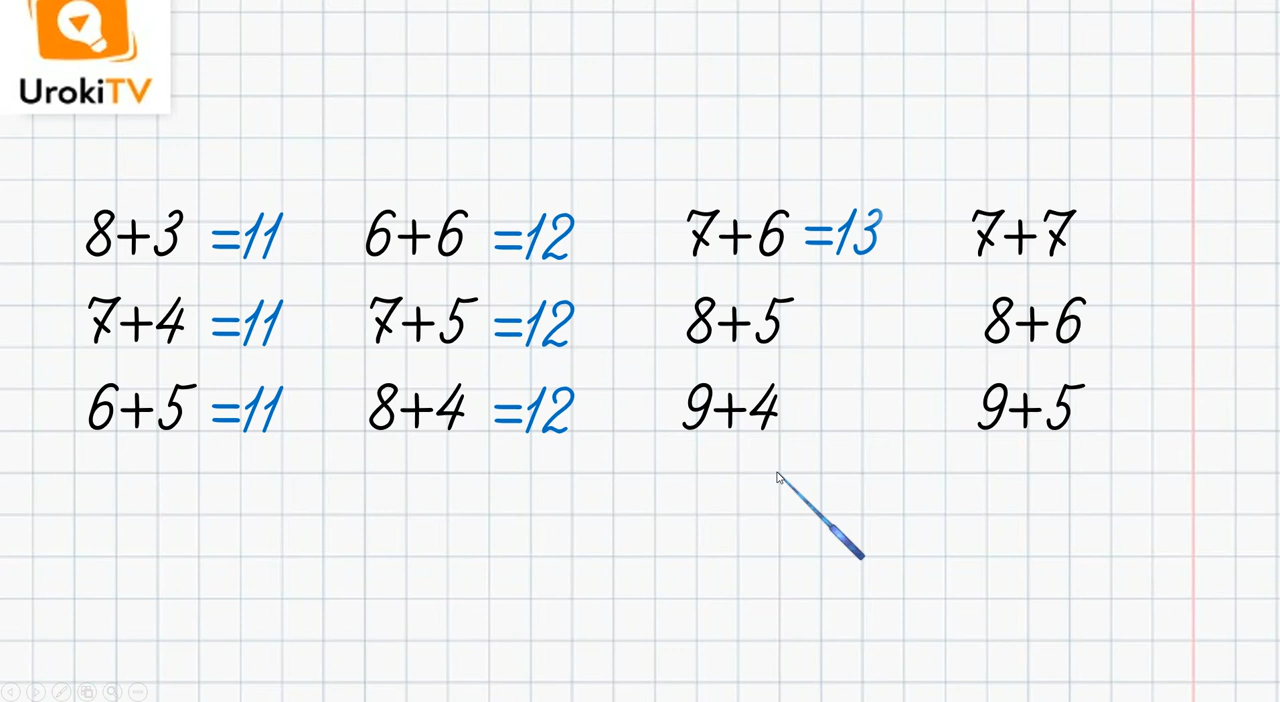 UrokiTV
8+3 =11 6+6 =12 7+6 =13 7+7
7+4 =11 7+5 =12 8+5 8+6
6+5 =11 8+4 =12 9+4 9+5